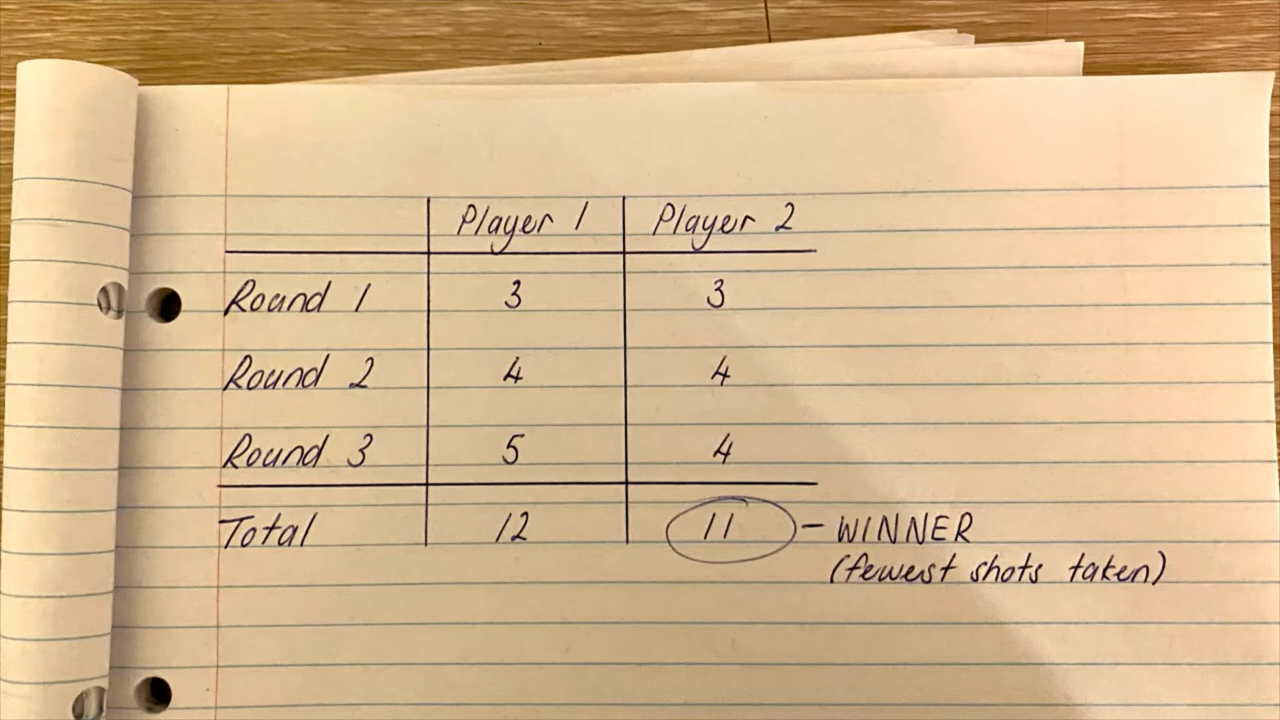 Player 1 Player 2
Round 1 3 3
Round 2 4 4
Round 3 5 4
Total 12 11 - WINNER
(fewest shots taken)